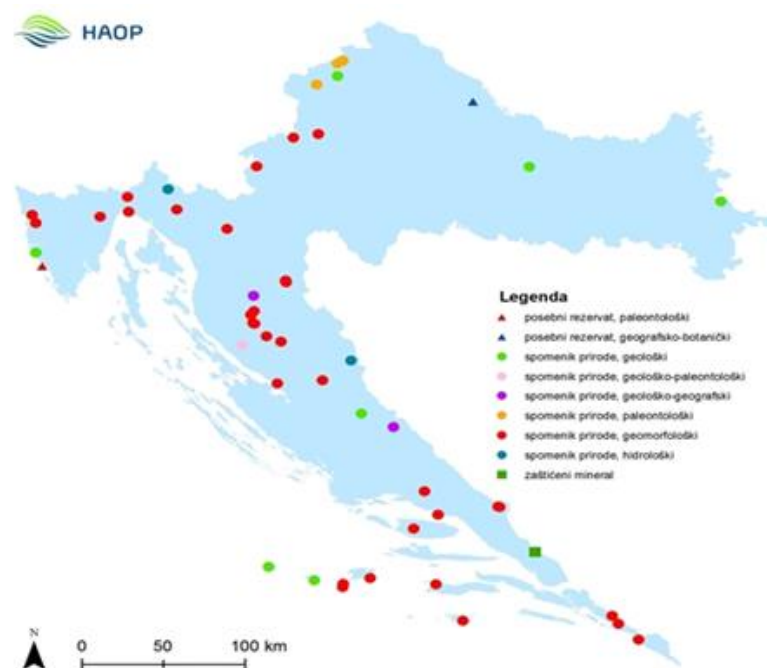 HAOP
Legenda
posebni rezervat, paleontološki
posebni rezervat, geografsko-botanički
spomenik prirode, geološki
spomenik prirode, geološko-paleontološki
spomenik prirode, geološko-geografski
spomenik prirode, paleontološki
spomenik prirode, geomorfološki
spomenik prirode, hidrološki
zaštićeni mineral
N
0 50 100 km